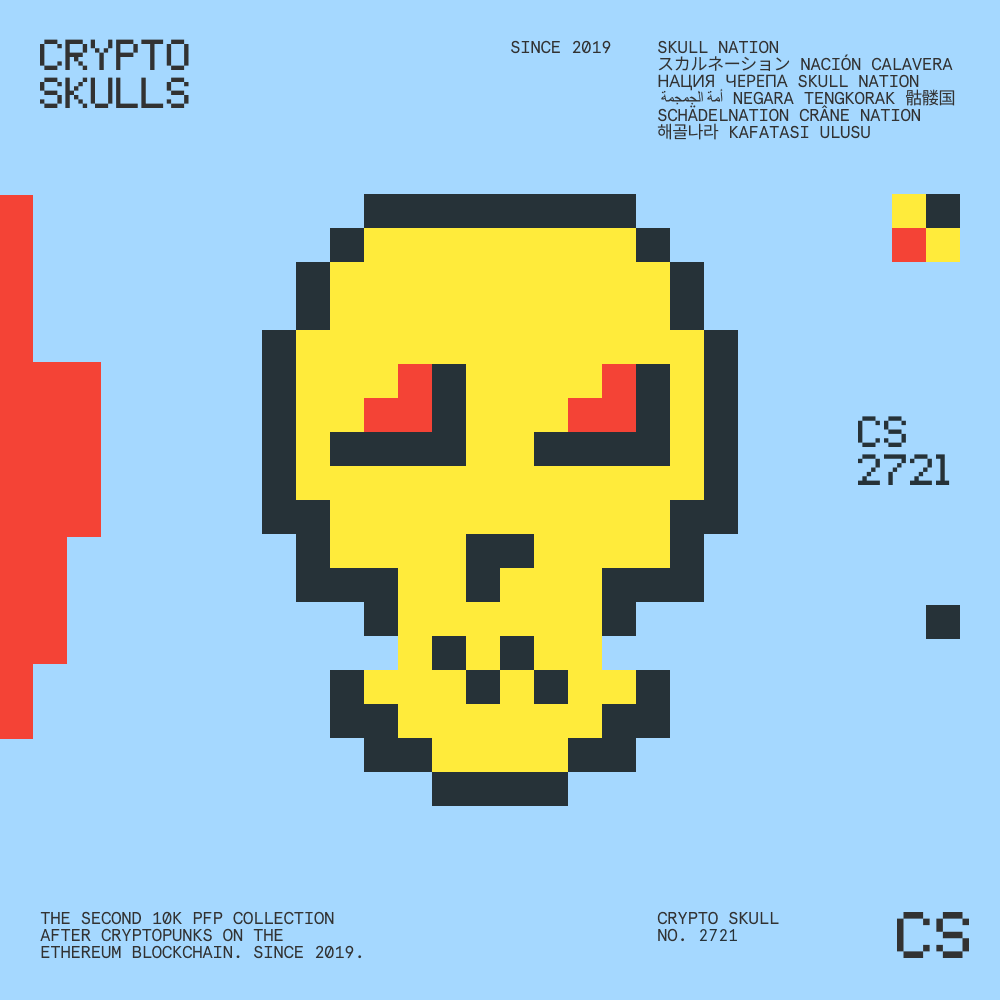 CRYPTO
SKULLS
SINCE 2019
SKULL NATION
スカルネーション NACIÓN CALAVERA
НАЦИЯ ЧЕРЕПА SKULL NATION
أمة الجمجمة NEGARA TENGKORAK 骷髅国
SCHÄDELNATION CRÂNE NATION
해골나라 KAFATASI ULUSU
CS
2721
THE SECOND 10K PFP COLLECTION
AFTER CRYPTOPUNKS ON THE
ETHEREUM BLOCKCHAIN. SINCE 2019.
CRYPTO SKULL
NO. 2721
CS